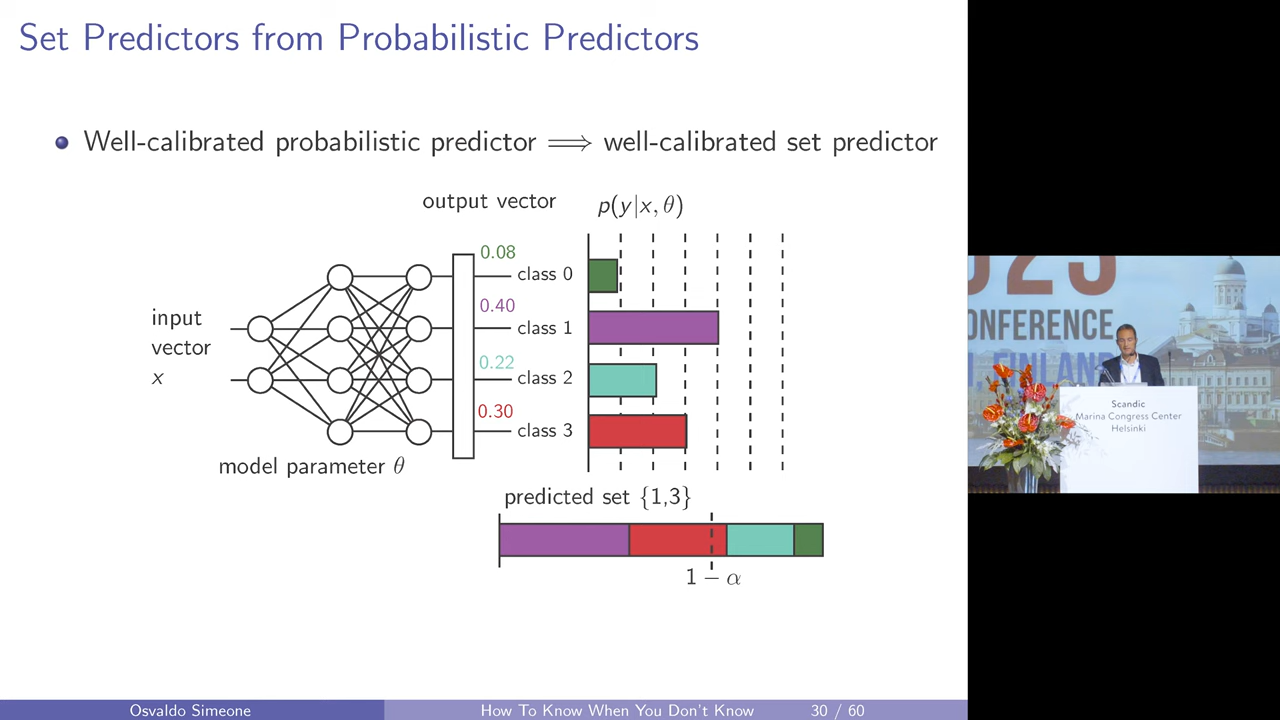 Set Predictors from Probabilistic Predictors
Well-calibrated probabilistic predictor ⟹ well-calibrated set predictor
output vector
p(y|x, θ)
0.08
class 0
0.40
class 1
0.22
class 2
0.30
class 3
input
vector
x
model parameter θ
predicted set {1,3}
1 − α
Osvaldo Simeone
How To Know When You Don't Know
30 / 60
ONFERENCE
FINLAND
Scandic
Marina Congress Center
Helsinki